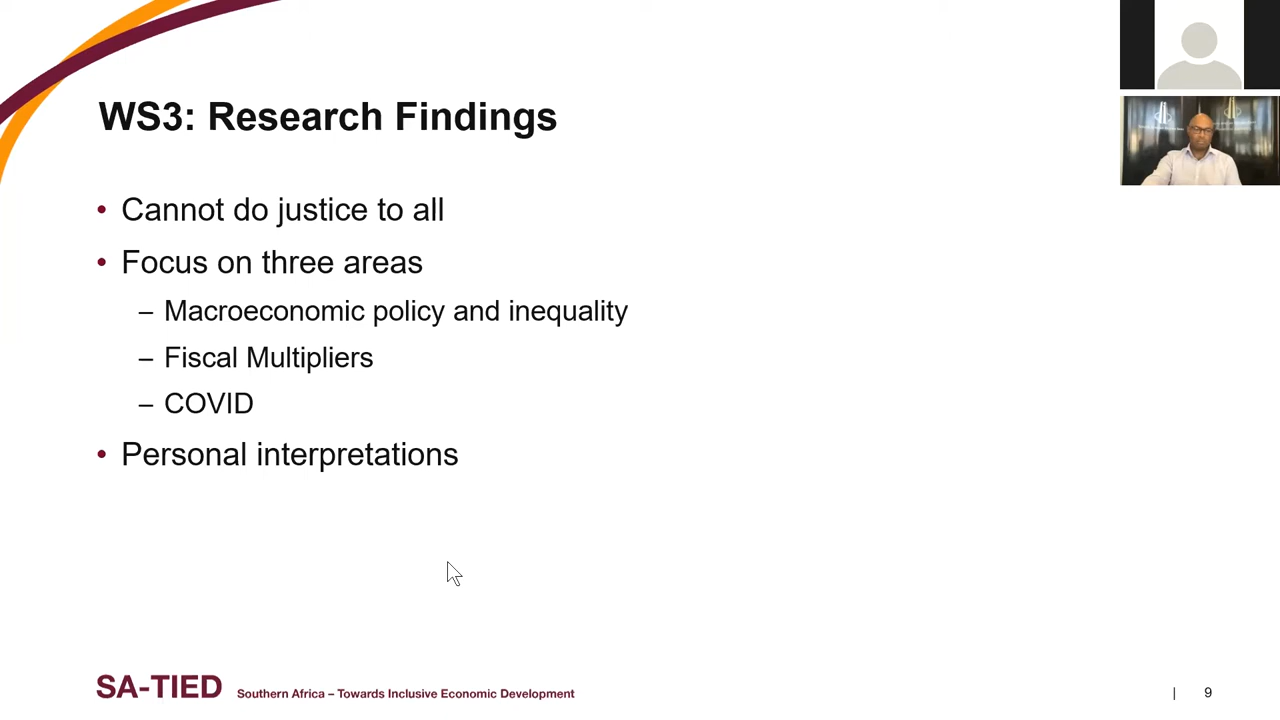 WS3: Research Findings
• Cannot do justice to all
• Focus on three areas
– Macroeconomic policy and inequality
– Fiscal Multipliers
– COVID
• Personal interpretations
SA-TIED Southern Africa – Towards Inclusive Economic Development
| 9